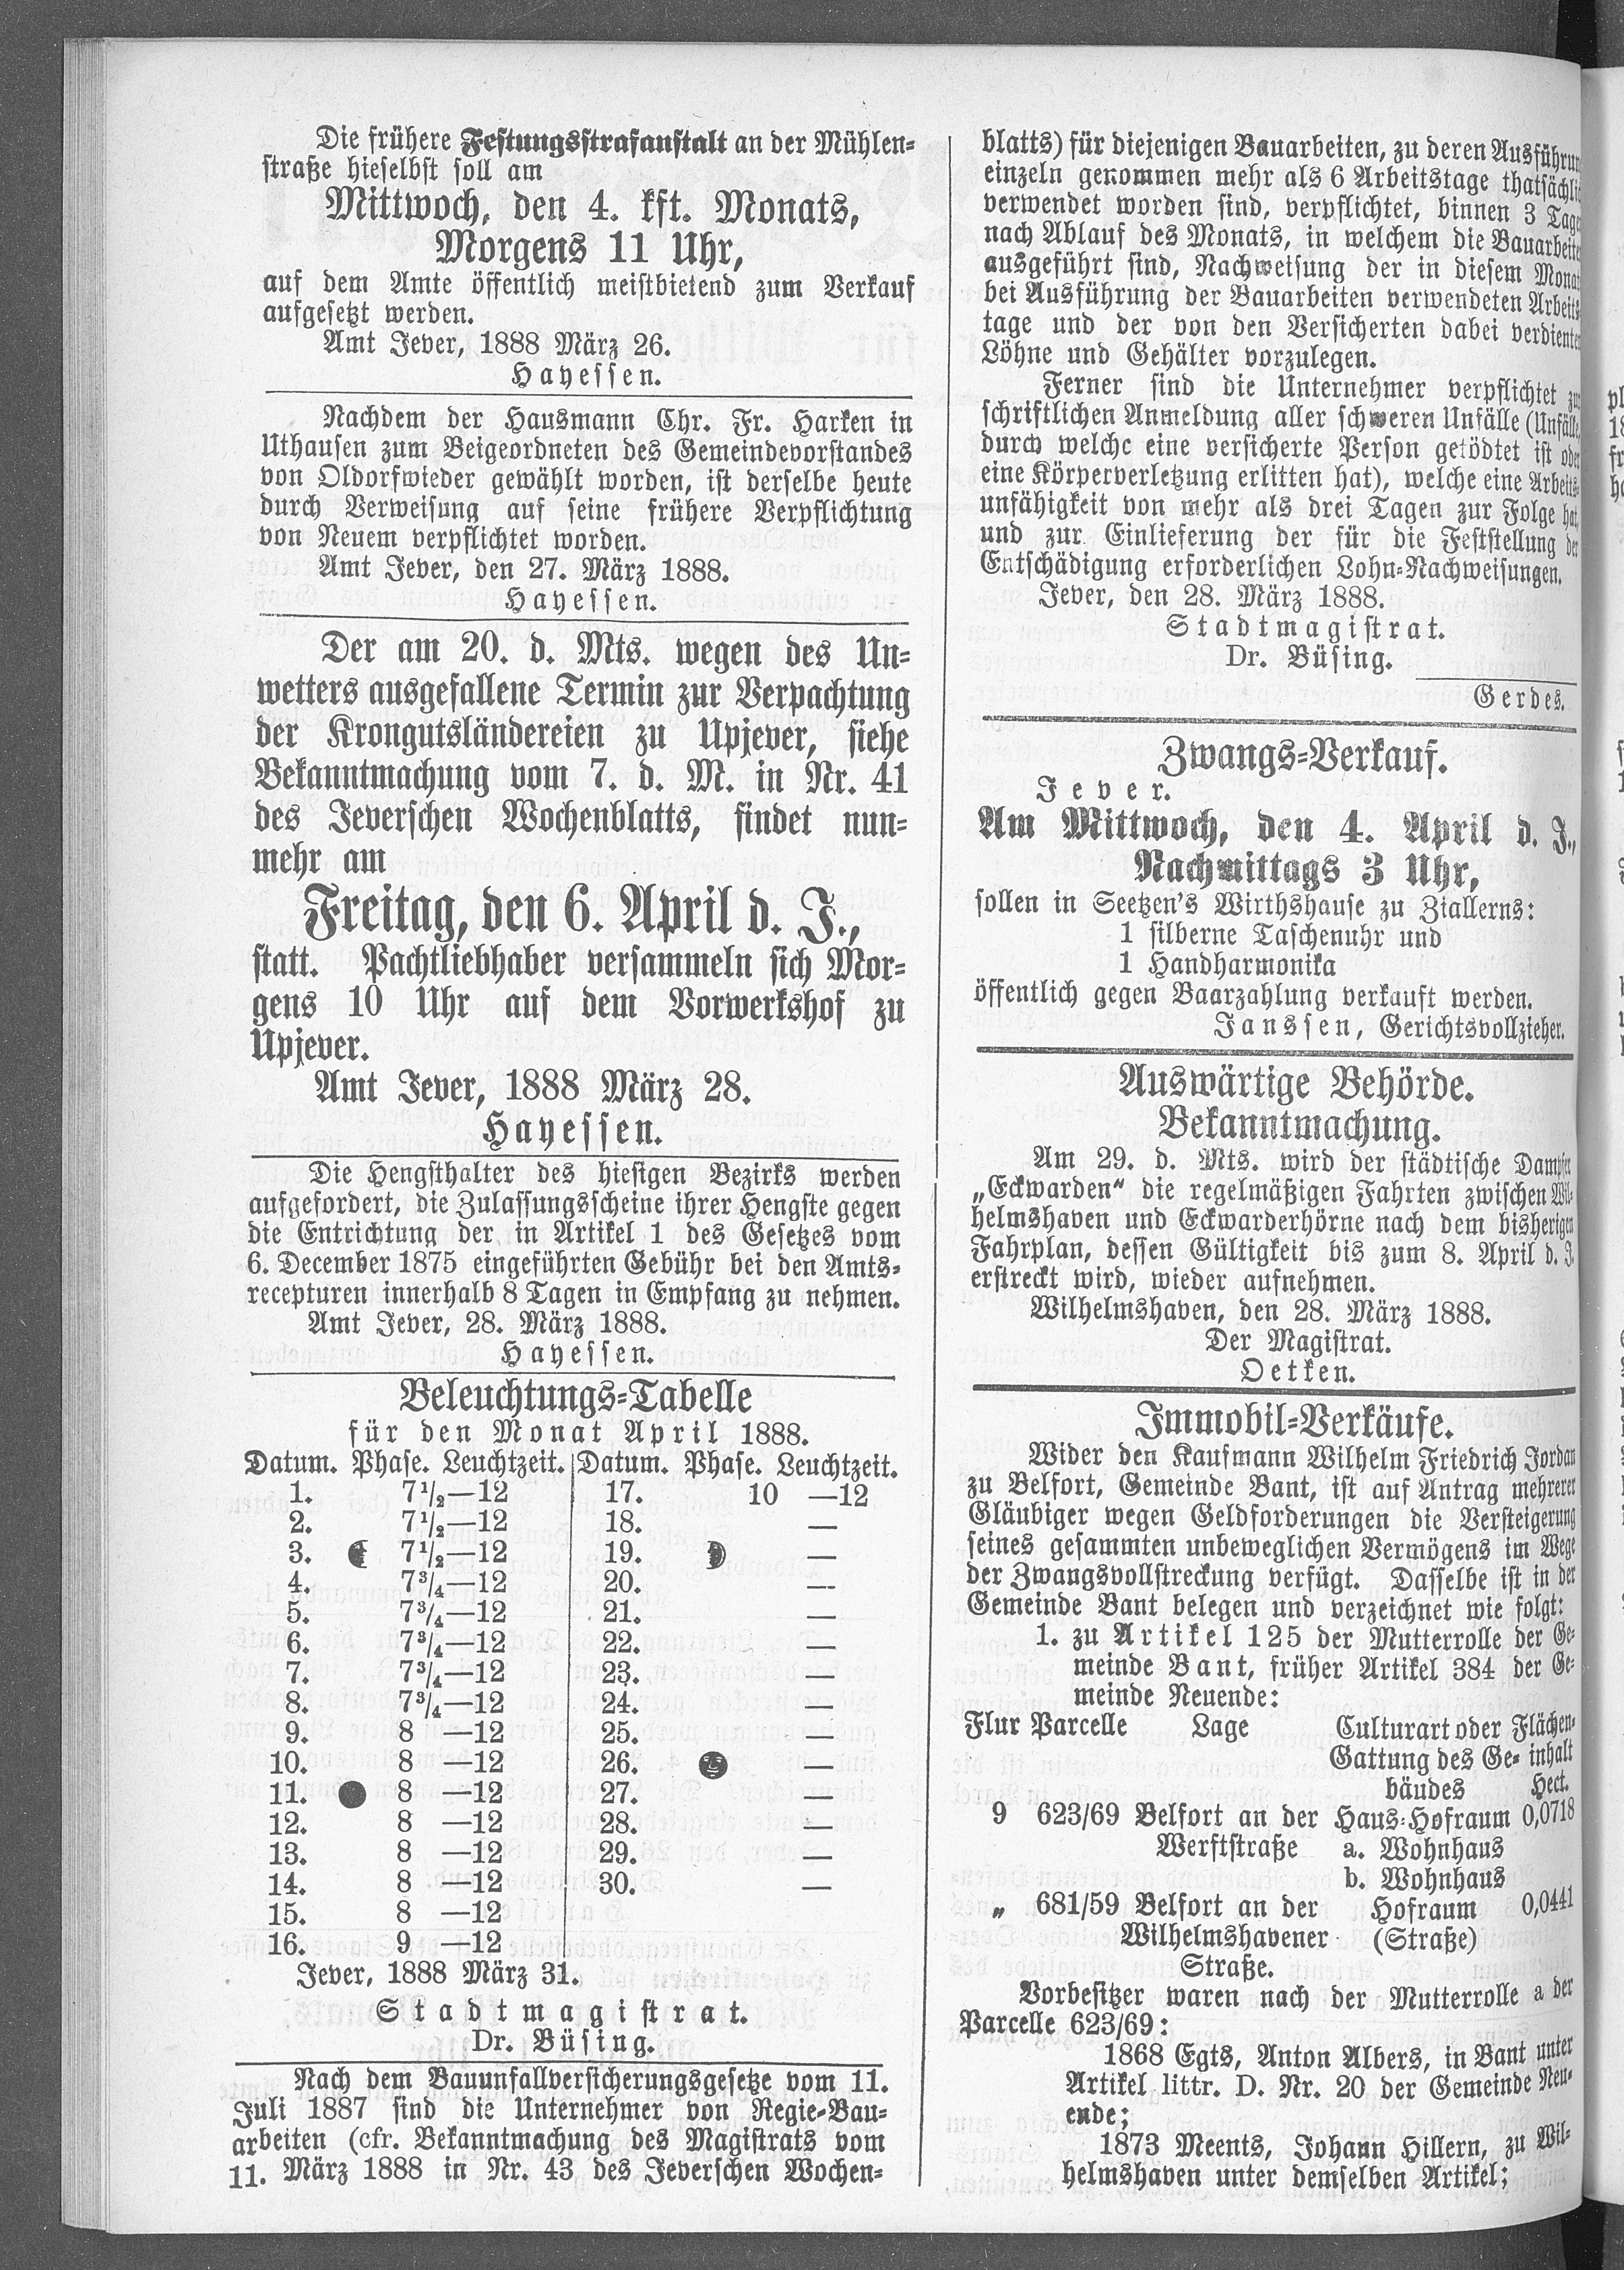 Die frühere Festungsstrafanstalt an der Mühlen-
straße hieselbst soll am
Mittwoch, den 4. kft. Monats,
Morgens 11 Uhr,
auf dem Amte öffentlich meistbietend zum Verkauf
aufgesetzt werden.
Amt Jever, 1888 März 26.
Hayessen.
Nachdem der Hausmann Chr. Fr. Harken in
Uthausen zum Beigeordneten des Gemeindevorstandes
von Oldorfwieder gewählt worden, ist derselbe heute
durch Verweisung auf seine frühere Verpflichtung
von Neuem verpflichtet worden.
Amt Jever, den 27. März 1888.
Hayessen.
Der am 20. d. Mts. wegen des Un-
wetters ausgefallene Termin zur Verpachtung
der Krongutsländereien zu Upjever, siehe
Bekanntmachung vom 7. d. M. in Nr. 41
des Jeverschen Wochenblatts, findet nun-
mehr am
Freitag, den 6. April d. J.,
statt. Pachtliebhaber versammeln sich Mor-
gens 10 Uhr auf dem Vorwerkshof zu
Upjever.
Amt Jever, 1888 März 28.
Hayessen.
Die Hengsthalter des hiesigen Bezirks werden
aufgefordert, die Zulassungsscheine ihrer Hengste gegen
die Entrichtung der in Artikel 1 des Gesetzes vom
6. December 1875 eingeführten Gebühr bei den Amts-
recepturen innerhalb 8 Tagen in Empfang zu nehmen.
Amt Jever, 28. März 1888.
Hayessen.
Beleuchtungs-Tabelle
für den Monat April 1888.
Datum. Phase. Leuchtzeit. Datum. Phase. Leuchtzeit.
1. 7½—12 17. 10 —12
2. 7½—12 18. —
3. 7½—12 19. —
4. 7¾—12 20. —
5. 7¾—12 21. —
6. 7¾—12 22. —
7. 7¾—12 23. —
8. 7¾—12 24. —
9. 8 —12 25. —
10. 8 —12 26. —
11. 8 —12 27. —
12. 8 —12 28. —
13. 8 —12 29. —
14. 8 —12 30. —
15. 8 —12
16. 9 —12
Jever, 1888 März 31.
Stadtmagistrat.
Dr. Büsing.
Nach dem Bauunfallversicherungsgesetze vom 11.
Juli 1887 sind die Unternehmer von Regie-Bau-
arbeiten (cfr. Bekanntmachung des Magistrats vom
11. März 1888 in Nr. 43 des Jeverschen Wochen-
blatts) für diejenigen Bauarbeiten, zu deren Ausführun
einzeln genommen mehr als 6 Arbeitstage thatsächli
verwendet worden sind, verpflichtet, binnen 3 Tage
nach Ablauf des Monats, in welchem die Bauarbeite
ausgeführt sind, Nachweisung der in diesem Monat
bei Ausführung der Bauarbeiten verwendeten Arbeits-
tage und der von den Versicherten dabei verdienten
Löhne und Gehälter vorzulegen.
Ferner sind die Unternehmer verpflichtet zur
schriftlichen Anmeldung aller schweren Unfälle (Unfälle,
durch welche eine versicherte Person getödtet ist oder
eine Körperverletzung erlitten hat), welche eine Arbeits-
unfähigkeit von mehr als drei Tagen zur Folge hat,
und zur Einlieferung der für die Feststellung der
Entschädigung erforderlichen Lohn-Nachweisungen.
Jever, den 28. März 1888.
Stadtmagistrat.
Dr. Büsing.
Gerdes.
Zwangs-Verkauf.
Jever.
Am Mittwoch, den 4. April d. J.,
Nachmittags 3 Uhr,
sollen in Seetzen's Wirthshause zu Ziallerns:
1 silberne Taschenuhr und
1 Handharmonika
öffentlich gegen Baarzahlung verkauft werden.
Janssen, Gerichtsvollzieher.
Auswärtige Behörde.
Bekanntmachung.
Am 29. d. Mts. wird der städtische Dampfer
„Eckwarden“ die regelmäßigen Fahrten zwischen Wil-
helmshaven und Eckwarderhörne nach dem bisherigen
Fahrplan, dessen Gültigkeit bis zum 8. April d. J.
erstreckt wird, wieder aufnehmen.
Wilhelmshaven, den 28. März 1888.
Der Magistrat.
Oetken.
Immobil-Verkäufe.
Wider den Kaufmann Wilhelm Friedrich Jordan
zu Belfort, Gemeinde Bant, ist auf Antrag mehrerer
Gläubiger wegen Geldforderungen die Versteigerung
seines gesammten unbeweglichen Vermögens im Wege
der Zwangsvollstreckung verfügt. Dasselbe ist in der
Gemeinde Bant belegen und verzeichnet wie folgt:
1. zu Artikel 125 der Mutterrolle der Ge-
meinde Bant, früher Artikel 384 der Ge-
meinde Neuende:
Flur Parcelle Lage Culturart oder Flächen-
Gattung des Ge- inhalt
bäudes Hect.
9 623/69 Belfort an der Haus-Hofraum 0,0718
Werftstraße a. Wohnhaus
b. Wohnhaus
„ 681/59 Belfort an der Hofraum 0,0441
Wilhelmshavener (Straße)
Straße.
Vorbesitzer waren nach der Mutterrolle a der
Parcelle 623/69:
1868 Egts, Anton Albers, in Bant unter
Artikel littr. D. Nr. 20 der Gemeinde Neu-
ende;
1873 Meents, Johann Hillern, zu Wil-
helmshaven unter demselben Artikel;